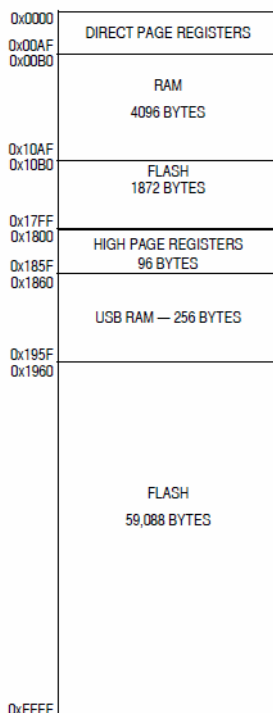 0x0000
DIRECT PAGE REGISTERS
0x00AF
0x00B0
RAM
4096 BYTES
0x10AF
0x10B0
FLASH
1872 BYTES
0x17FF
0x1800
HIGH PAGE REGISTERS
96 BYTES
0x185F
0x1860
USB RAM — 256 BYTES
0x195F
0x1960
FLASH
59,088 BYTES
0xFFFF